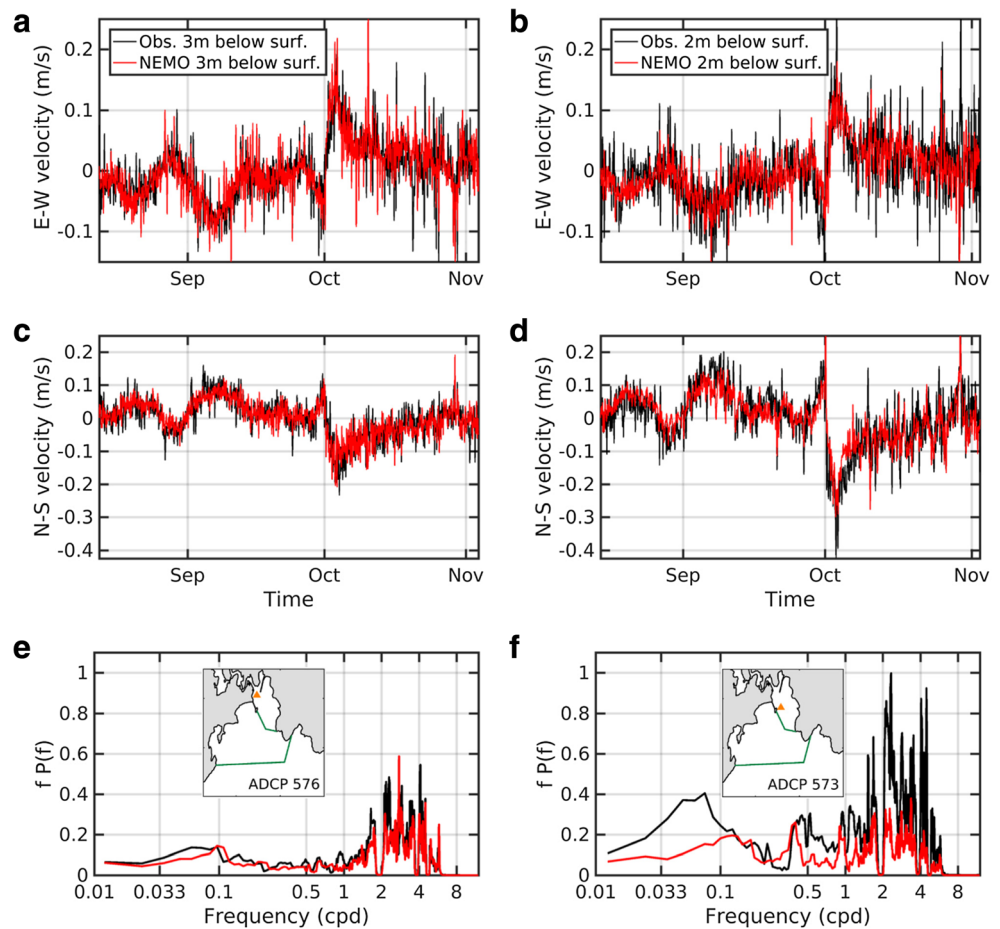 a
E-W velocity (m/s)
0.2
0.1
0
-0.1
Obs. 3m below surf.
NEMO 3m below surf.
Sep
Oct
Nov
b
E-W velocity (m/s)
0.2
0.1
0
-0.1
Obs. 2m below surf.
NEMO 2m below surf.
Sep
Oct
Nov
c
N-S velocity (m/s)
0.2
0.1
0
-0.1
-0.2
-0.3
-0.4
Sep
Oct
Nov
Time
d
N-S velocity (m/s)
0.2
0.1
0
-0.1
-0.2
-0.3
-0.4
Sep
Oct
Nov
Time
e
f P(f)
1
0.8
0.6
0.4
0.2
0
ADCP 576
0.01
0.033
0.1
0.5
1
2
4
8
Frequency (cpd)
f
f P(f)
1
0.8
0.6
0.4
0.2
0
ADCP 573
0.01
0.033
0.1
0.5
1
2
4
8
Frequency (cpd)